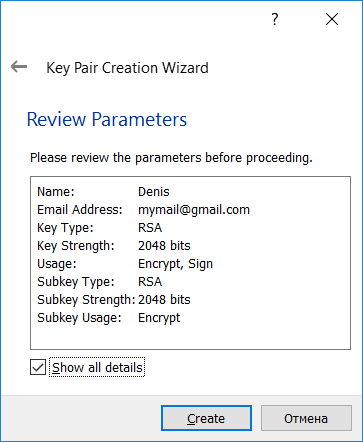 ?
Key Pair Creation Wizard
Review Parameters
Please review the parameters before proceeding.
Name: Denis
Email Address: mymail@gmail.com
Key Type: RSA
Key Strength: 2048 bits
Usage: Encrypt, Sign
Subkey Type: RSA
Subkey Strength: 2048 bits
Subkey Usage: Encrypt
Show all details
Create Отмена